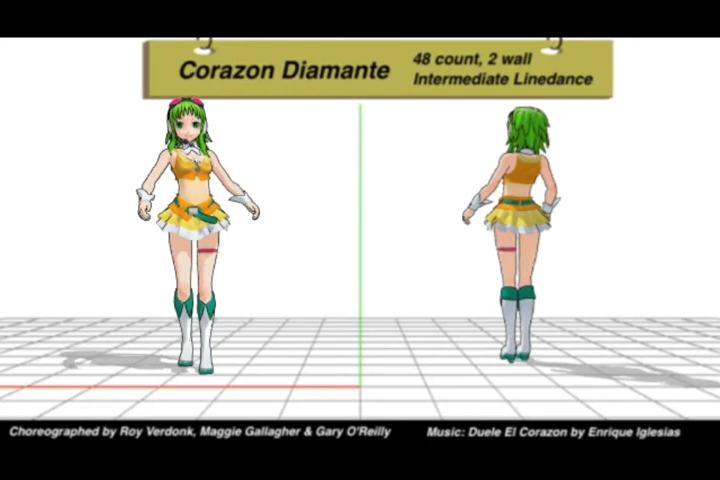 Corazon Diamante
48 count, 2 wall
Intermediate Linedance
Choreographed by Roy Verdonk, Maggie Gallagher & Gary O'Reilly
Music: Duele El Corazon by Enrique Iglesias